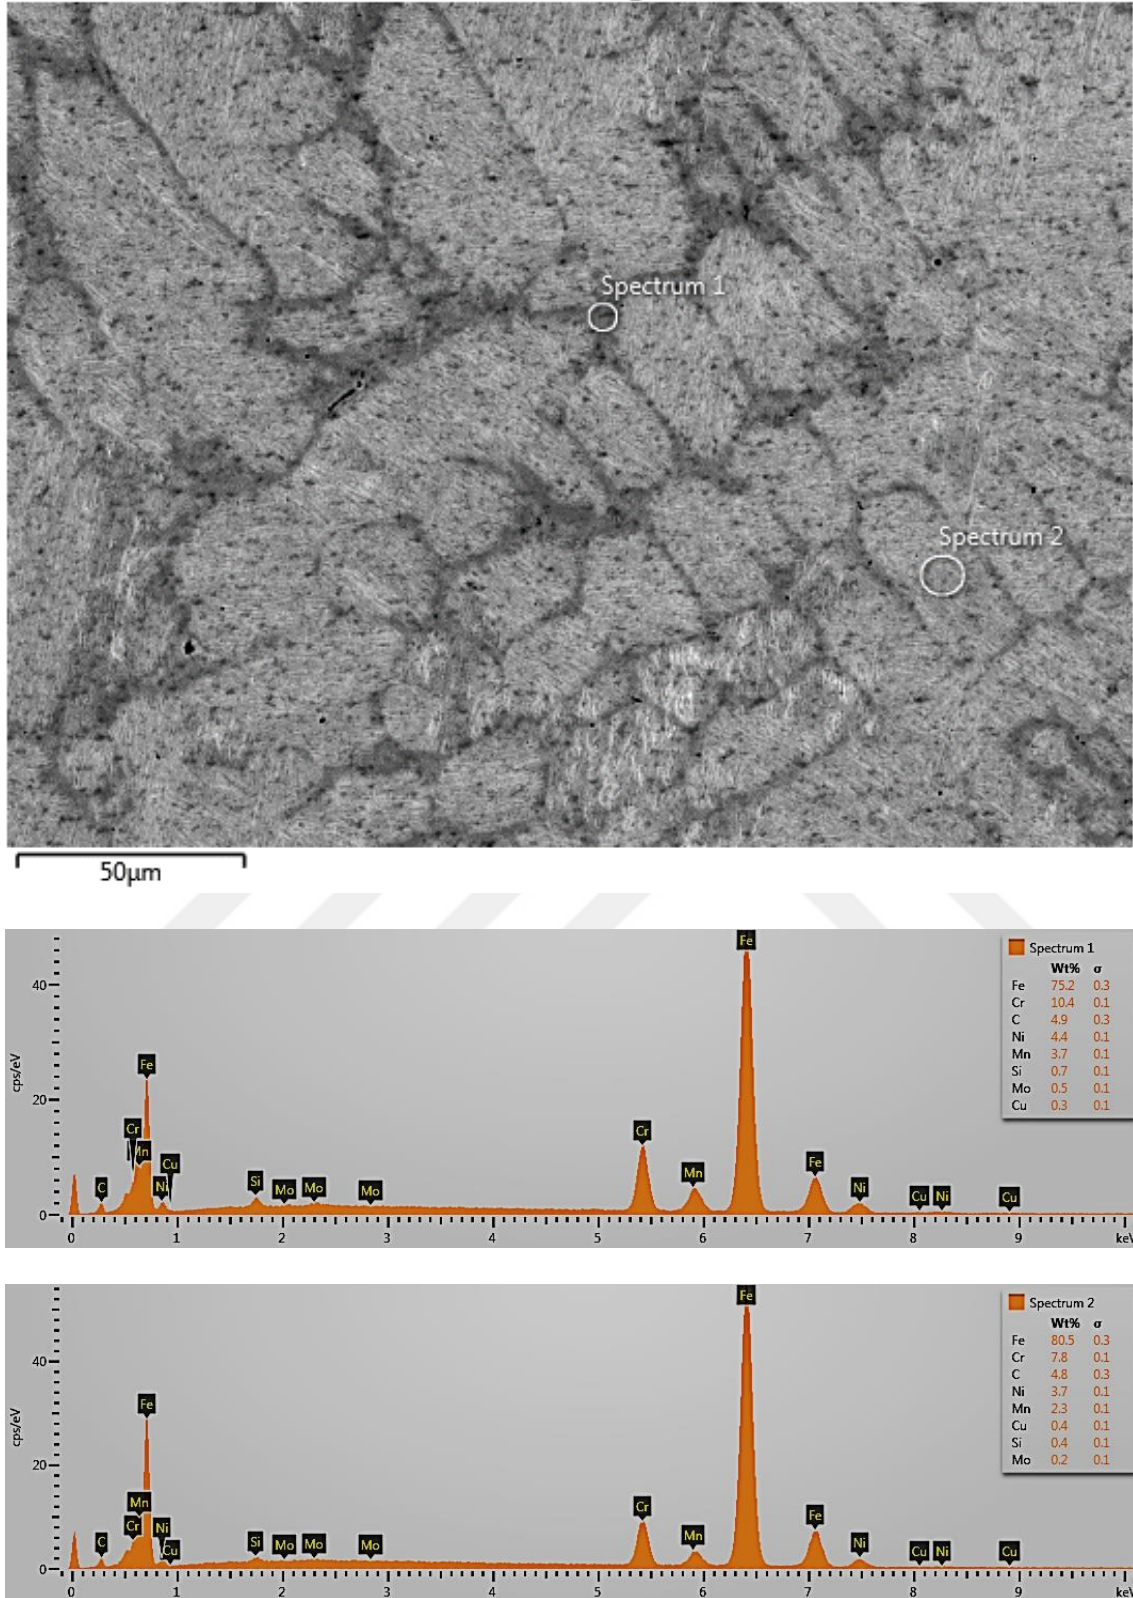 Spectrum 1
Spectrum 2
50µm
Fe
Fe
Cr
Cu
C
Ni
Si
Mo
Mo
Mo
Cr
Mn
Fe
Ni
Cu
Ni
Cu
cps/eV
40
20
0
0 1 2 3 4 5 6 7 8 9 keV
Spectrum 1
Wt% σ
Fe 75.2 0.3
Cr 10.4 0.1
C 4.9 0.3
Ni 4.4 0.1
Mn 3.7 0.1
Si 0.7 0.1
Mo 0.5 0.1
Cu 0.3 0.1
Fe
Fe
Mn
Cr
Ni
C
Cu
Si
Mo
Mo
Mo
Cr
Mn
Fe
Ni
Cu
Ni
Cu
cps/eV
40
20
0
0 1 2 3 4 5 6 7 8 9
Spectrum 2
Wt% σ
Fe 80.5 0.3
Cr 7.8 0.1
C 4.8 0.3
Ni 3.7 0.1
Mn 2.3 0.1
Cu 0.4 0.1
Si 0.4 0.1
Mo 0.2 0.1